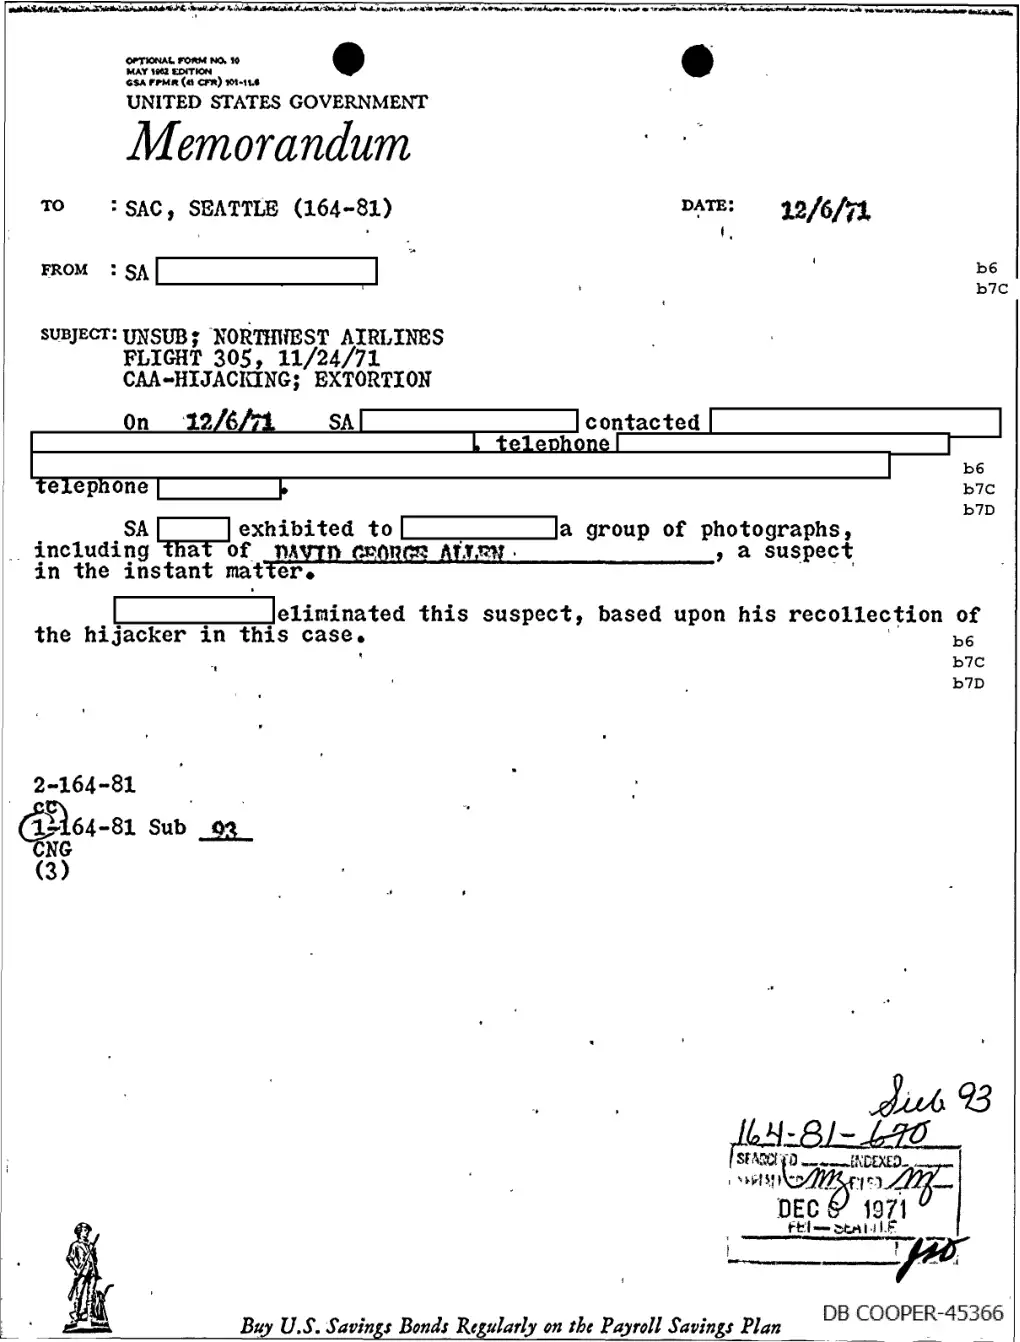 OPTIONAL FORM NO. 10
MAY 1962 EDITION
GSA FPMR (41 CFR) 101-11.6
UNITED STATES GOVERNMENT
Memorandum
TO : SAC, SEATTLE (164-81) DATE: 12/6/71
FROM : SA b6
b7C
SUBJECT: UNSUB; NORTHWEST AIRLINES
FLIGHT 305, 11/24/71
CAA-HIJACKING; EXTORTION
On 12/6/71 SA contacted
, telephone
b6
telephone . b7C
b7D
SA exhibited to a group of photographs,
including that of DAVID GEORGE ALLEN , a suspect
in the instant matter.
eliminated this suspect, based upon his recollection of
the hijacker in this case. b6
b7C
b7D
2-164-81
cc
1-164-81 Sub 93
CNG
(3)
Sub 93
164-81-670
SEARCHED INDEXED
FILED
DEC 6 1971
FBI — SEATTLE
Buy U.S. Savings Bonds Regularly on the Payroll Savings Plan
DB COOPER-45366